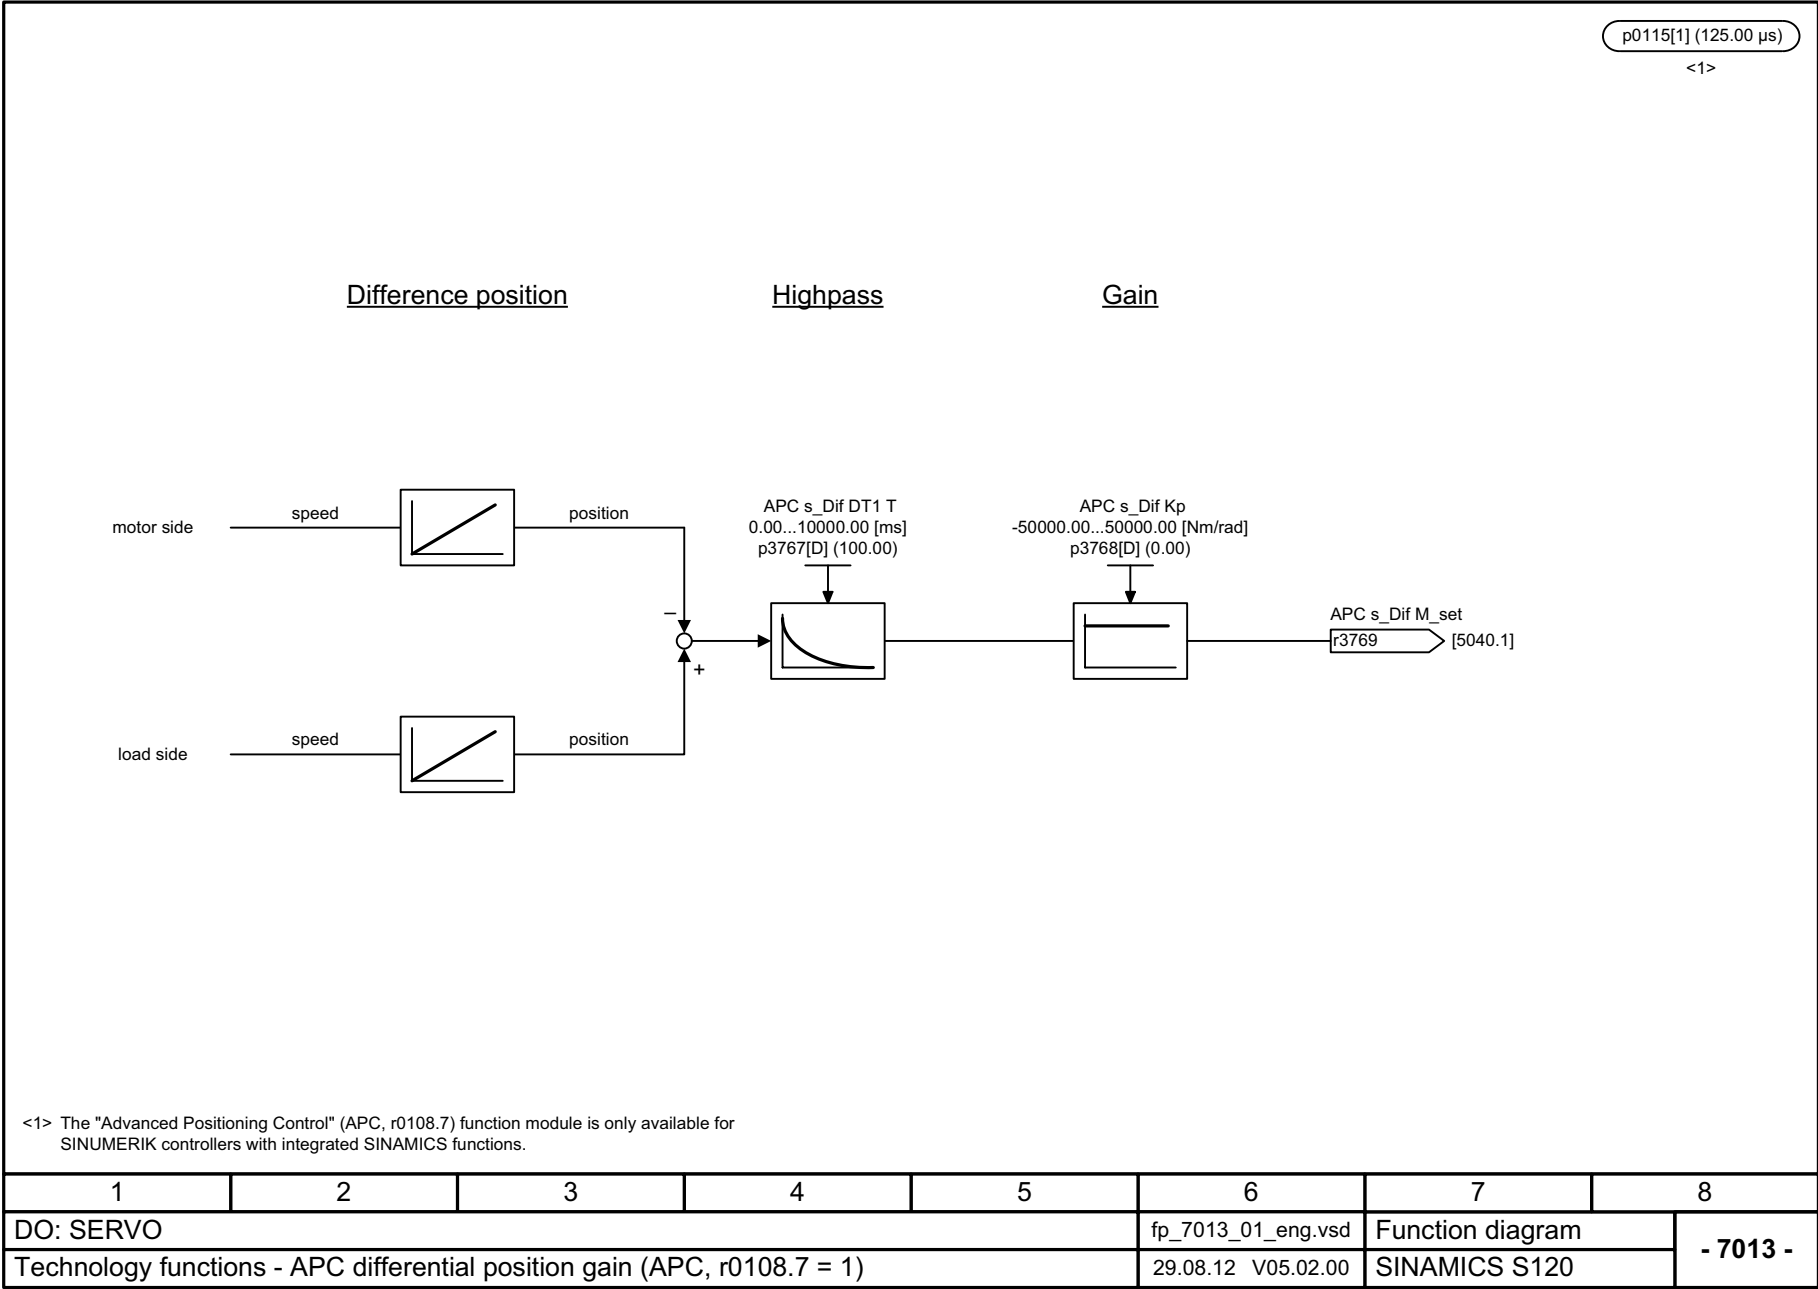 p0115[1] (125.00 µs)
<1>
Difference position
Highpass
Gain
motor side
speed
position
APC s_Dif DT1 T
0.00...10000.00 [ms]
p3767[D] (100.00)
APC s_Dif Kp
-50000.00...50000.00 [Nm/rad]
p3768[D] (0.00)
–
+
APC s_Dif M_set
r3769
[5040.1]
load side
speed
position
<1> The "Advanced Positioning Control" (APC, r0108.7) function module is only available for
SINUMERIK controllers with integrated SINAMICS functions.
1 2 3 4 5 6 7 8
DO: SERVO
fp_7013_01_eng.vsd
Function diagram
- 7013 -
Technology functions - APC differential position gain (APC, r0108.7 = 1)
29.08.12 V05.02.00
SINAMICS S120